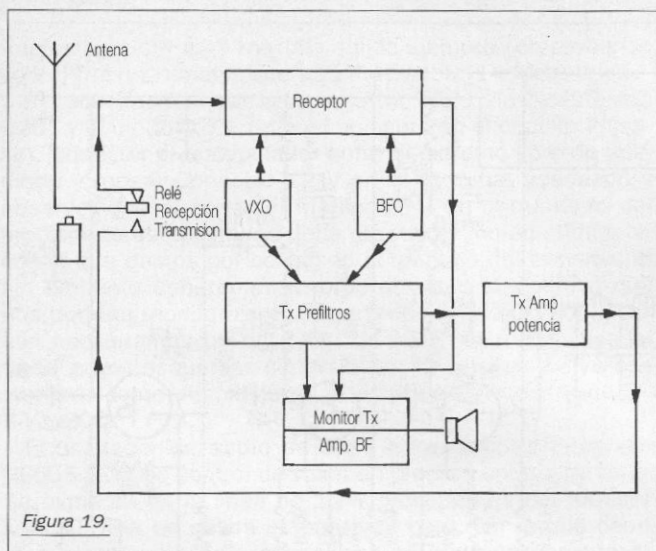 Antena
Receptor
Relé
Recepción
Transmision
VXO
BFO
Tx Prefiltros
Tx Amp
potencia
Monitor Tx
Amp. BF
Figura 19.